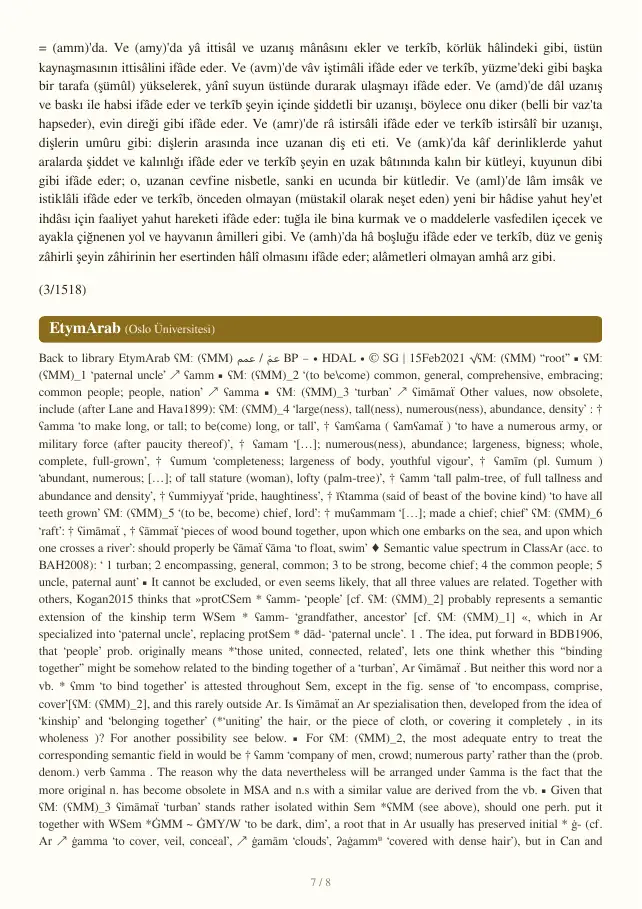 = (amm)'da. Ve (amy)'da yâ ittisâl ve uzanış mânâsını ekler ve terkîb, körlük hâlindeki gibi, üstün
kaynaşmasının ittisâlini ifâde eder. Ve (avm)'de vâv iştimâli ifâde eder ve terkîb, yüzme'deki gibi başka
bir tarafa (şümûl) yükselerek, yânî suyun üstünde durarak ulaşmayı ifâde eder. Ve (amd)'de dâl uzanış
ve baskı ile habsi ifâde eder ve terkîb şeyin içinde şiddetli bir uzanışı, böylece onu diker (belli bir vaz'ta
hapseder), evin direği gibi ifâde eder. Ve (amr)'de râ istirsâli ifâde eder ve terkîb istirsâlî bir uzanışı,
dişlerin umûru gibi: dişlerin arasında ince uzanan diş eti eti. Ve (amk)'da kâf derinliklerde yahut
aralarda şiddet ve kalınlığı ifâde eder ve terkîb şeyin en uzak bâtınında kalın bir kütleyi, kuyunun dibi
gibi ifâde eder; o, uzanan cevfine nisbetle, sanki en ucunda bir kütledir. Ve (aml)'de lâm imsâk ve
istiklâli ifâde eder ve terkîb, önceden olmayan (müstakil olarak neşet eden) yeni bir hâdise yahut hey'et
ihdâsı için faaliyet yahut hareketi ifâde eder: tuğla ile bina kurmak ve o maddelerle vasfedilen içecek ve
ayakla çiğnenen yol ve hayvanın âmilleri gibi. Ve (amh)'da hâ boşluğu ifâde eder ve terkîb, düz ve geniş
zâhirli şeyin zâhirinin her esertinden hâlî olmasını ifâde eder; alâmetleri olmayan amhâ arz gibi.
(3/1518)
EtymArab (Oslo Üniversitesi)
Back to library EtymArab ʕMː (ʕMM) عمّ / عمم BP – • HDAL • © SG | 15Feb2021 √ʕMː (ʕMM) “root” ▪ ʕMː
(ʕMM)_1 ‘paternal uncle’ ↗ ʕamm ▪ ʕMː (ʕMM)_2 ‘(to be\come) common, general, comprehensive, embracing;
common people; people, nation’ ↗ ʕamma ▪ ʕMː (ʕMM)_3 ‘turban’ ↗ ʕimāmaẗ Other values, now obsolete,
include (after Lane and Hava1899): ʕMː (ʕMM)_4 ‘large(ness), tall(ness), numerous(ness), abundance, density’ : †
ʕamma ‘to make long, or tall; to be(come) long, or tall’, † ʕamʕama ( ʕamʕamaẗ ) ‘to have a numerous army, or
military force (after paucity thereof)’, † ʕamam ‘[…]; numerous(ness), abundance; largeness, bigness; whole,
complete, full-grown’, † ʕumum ‘completeness; largeness of body, youthful vigour’, † ʕamīm (pl. ʕumum )
‘abundant, numerous; […]; of tall stature (woman), lofty (palm-tree)’, † ʕamm ‘tall palm-tree, of full tallness and
abundance and density’, † ʕummiyyaẗ ‘pride, haughtiness’, † ĭʕtamma (said of beast of the bovine kind) ‘to have all
teeth grown’ ʕMː (ʕMM)_5 ‘(to be, become) chief, lord’: † muʕammam ‘[…]; made a chief; chief’ ʕMː (ʕMM)_6
‘raft’: † ʕimāmaẗ , † ʕāmmaẗ ‘pieces of wood bound together, upon which one embarks on the sea, and upon which
one crosses a river’: should properly be ʕāmaẗ ʕāma ‘to float, swim’ ♦ Semantic value spectrum in ClassAr (acc. to
BAH2008): ‘ 1 turban; 2 encompassing, general, common; 3 to be strong, become chief; 4 the common people; 5
uncle, paternal aunt’ ▪ It cannot be excluded, or even seems likely, that all three values are related. Together with
others, Kogan2015 thinks that »protCSem * ʕamm- ‘people’ [cf. ʕMː (ʕMM)_2] probably represents a semantic
extension of the kinship term WSem * ʕamm- ‘grandfather, ancestor’ [cf. ʕMː (ʕMM)_1] «, which in Ar
specialized into ‘paternal uncle’, replacing protSem * dād- ‘paternal uncle’. 1 . The idea, put forward in BDB1906,
that ‘people’ prob. originally means *‘those united, connected, related’, lets one think whether this “binding
together” might be somehow related to the binding together of a ‘turban’, Ar ʕimāmaẗ . But neither this word nor a
vb. * ʕmm ‘to bind together’ is attested throughout Sem, except in the fig. sense of ‘to encompass, comprise,
cover’[ʕMː (ʕMM)_2], and this rarely outside Ar. Is ʕimāmaẗ an Ar spezialisation then, developed from the idea of
‘kinship’ and ‘belonging together’ (*‘uniting’ the hair, or the piece of cloth, or covering it completely , in its
wholeness )? For another possibility see below. ▪ For ʕMː (ʕMM)_2, the most adequate entry to treat the
corresponding semantic field in would be † ʕamm ‘company of men, crowd; numerous party’ rather than the (prob.
denom.) verb ʕamma . The reason why the data nevertheless will be arranged under ʕamma is the fact that the
more original n. has become obsolete in MSA and n.s with a similar value are derived from the vb. ▪ Given that
ʕMː (ʕMM)_3 ʕimāmaẗ ‘turban’ stands rather isolated within Sem *ʕMM (see above), should one perh. put it
together with WSem *ĠMM ~ ĠMY/W ‘to be dark, dim’, a root that in Ar usually has preserved initial * ġ- (cf.
Ar ↗ ġamma ‘to cover, veil, conceal’, ↗ ġamām ‘clouds’, ʔaġammᵘ ‘covered with dense hair’), but in Can and
7 / 8